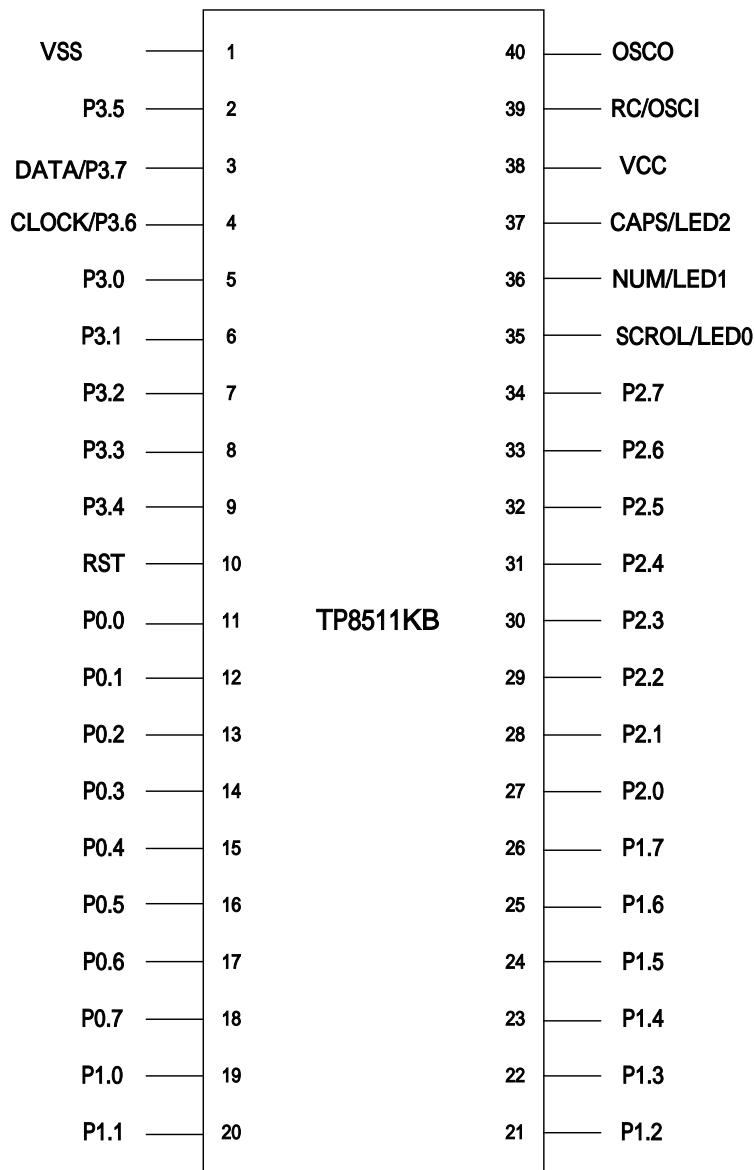 VSS 1 40 OSCO
P3.5 2 39 RC/OSCI
DATA/P3.7 3 38 VCC
CLOCK/P3.6 4 37 CAPS/LED2
P3.0 5 36 NUM/LED1
P3.1 6 35 SCROL/LED0
P3.2 7 34 P2.7
P3.3 8 33 P2.6
P3.4 9 32 P2.5
RST 10 31 P2.4
P0.0 11 TP8511KB 30 P2.3
P0.1 12 29 P2.2
P0.2 13 28 P2.1
P0.3 14 27 P2.0
P0.4 15 26 P1.7
P0.5 16 25 P1.6
P0.6 17 24 P1.5
P0.7 18 23 P1.4
P1.0 19 22 P1.3
P1.1 20 21 P1.2